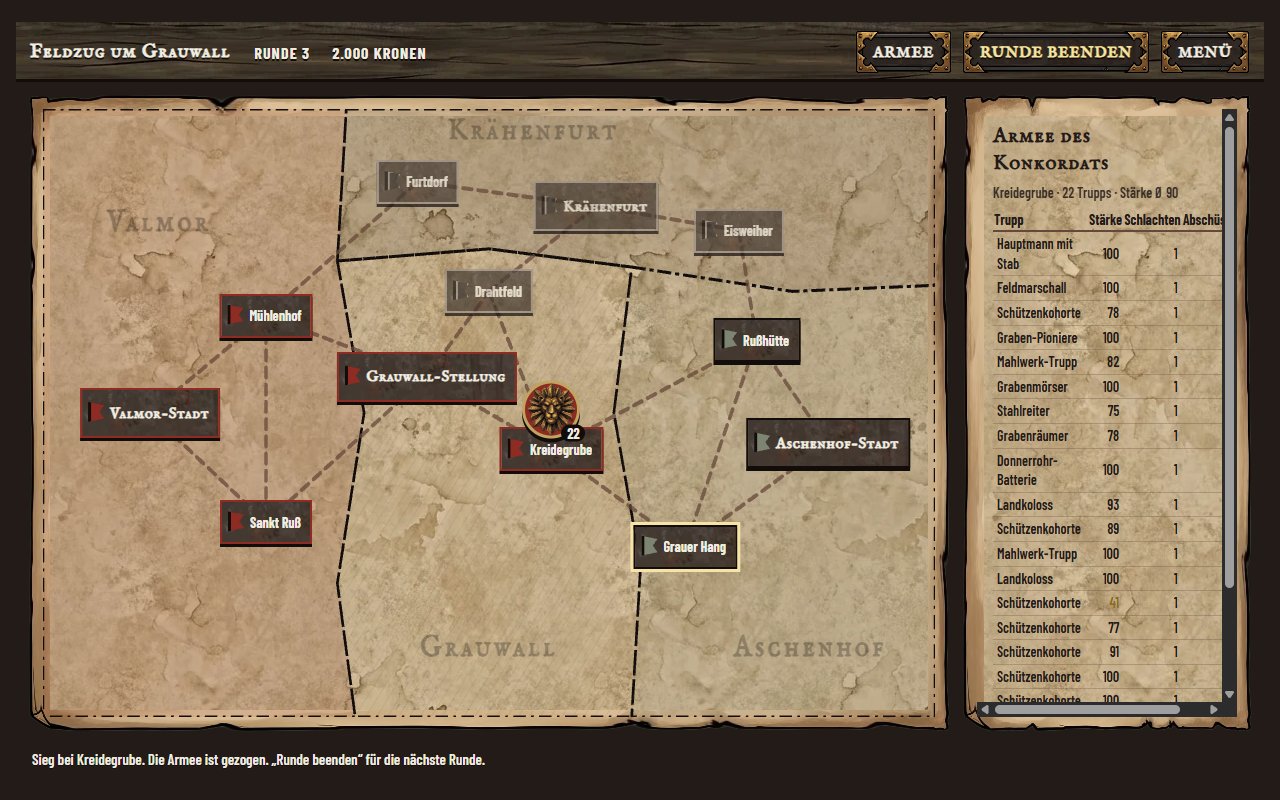 Feldzug um Grauwall RUNDE 3 2.000 KRONEN ARMEE RUNDE BEENDEN MENÜ
Krähenfurt
Furtdorf
Krähenfurt
Valmor
Eisweiher
Drahtfeld
Mühlenhof
Rußhütte
Grauwall-Stellung
Valmor-Stadt
22
Kreidegrube
Aschenhof-Stadt
Sankt Ruß
Grauer Hang
Grauwall
Aschenhof
Armee des
Konkordats
Kreidegrube · 22 Trupps · Stärke Ø 90
Trupp Stärke Schlachten Abschüs
Hauptmann mit
Stab 100 1
Feldmarschall 100 1
Schützenkohorte 78 1
Graben-Pioniere 100 1
Mahlwerk-Trupp 82 1
Grabenmörser 100 1
Stahlreiter 75 1
Grabenräumer 78 1
Donnerrohr-
Batterie 100 1
Landkoloss 93 1
Schützenkohorte 89 1
Mahlwerk-Trupp 100 1
Landkoloss 100 1
Schützenkohorte 41 1
Schützenkohorte 77 1
Schützenkohorte 91 1
Schützenkohorte 100 1
Schützenkohorte 100 1
Sieg bei Kreidegrube. Die Armee ist gezogen. „Runde beenden“ für die nächste Runde.